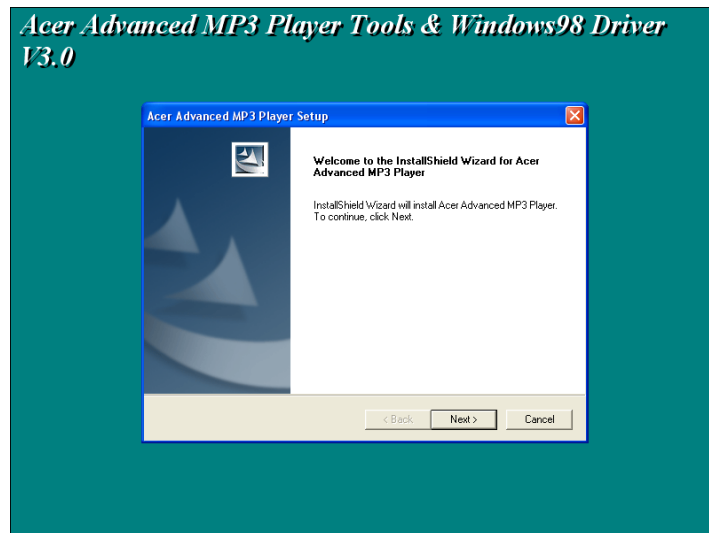 Acer Advanced MP3 Player Tools & Windows98 Driver
V3.0
Acer Advanced MP3 Player Setup
Welcome to the InstallShield Wizard for Acer
Advanced MP3 Player
InstallShield Wizard will install Acer Advanced MP3 Player.
To continue, click Next.
< Back
Next >
Cancel